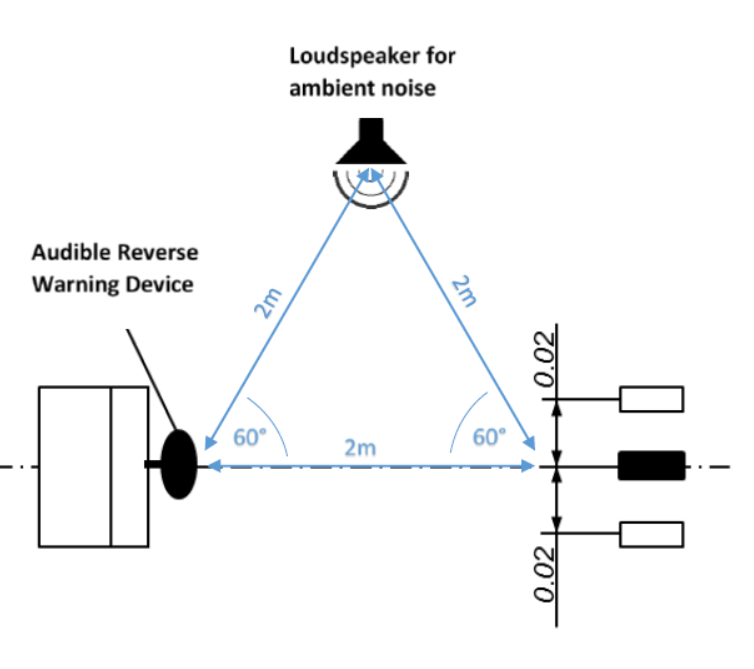 Loudspeaker for
ambient noise
Audible Reverse
Warning Device
2m
2m
0.02
60°
60°
2m
0.02